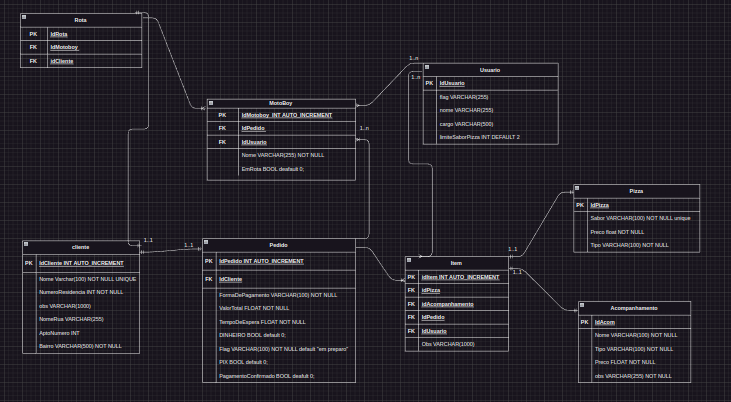 Rota
PK IdRota
FK IdMotoboy
FK idCliente
MotoBoy
PK IdMotoboy INT AUTO_INCREMENT
FK IdPedido
FK IdUsuario
Nome VARCHAR(255) NOT NULL
EmRota BOOL deafault 0;
1..n
1..n
1..n
Usuario
PK IdUsuario
flag VARCHAR(255)
nome VARCHAR(255)
cargo VARCHAR(500)
limiteSaborPizza INT DEFAULT 2
Pizza
PK IdPizza
Sabor VARCHAR(100) NOT NULL unique
Preco float NOT NULL
Tipo VARCHAR(100) NOT NULL
cliente
PK IdCliente INT AUTO_INCREMENT
Nome Varchar(100) NOT NULL UNIQUE
NumeroResidencia INT NOT NULL
obs VARCHAR(1000)
NomeRua VARCHAR(255)
AptoNumero INT
Bairro VARCHAR(500) NOT NULL
1..1
1..1
Pedido
PK IdPedido INT AUTO_INCREMENT
FK IdCliente
FormaDePagamento VARCHAR(100) NOT NULL
ValorTotal FLOAT NOT NULL
TempoDeEspera FLOAT NOT NULL
DINHEIRO BOOL default 0;
Flag VARCHAR(100) NOT NULL default "em preparo"
PIX BOOL default 0;
PagamentoConfirmado BOOL deafult 0;
1..1
1..1
Item
PK idItem INT AUTO_INCREMENT
FK IdPizza
FK idAcompanhamento
FK IdPedido
FK IdUsuario
Obs VARCHAR(1000)
Acompanhamento
PK IdAcom
Nome VARCHAR(100) NOT NULL
Tipo VARCHAR(100) NOT NULL
Preco FLOAT NOT NULL
obs VARCHAR(255) NOT NULL